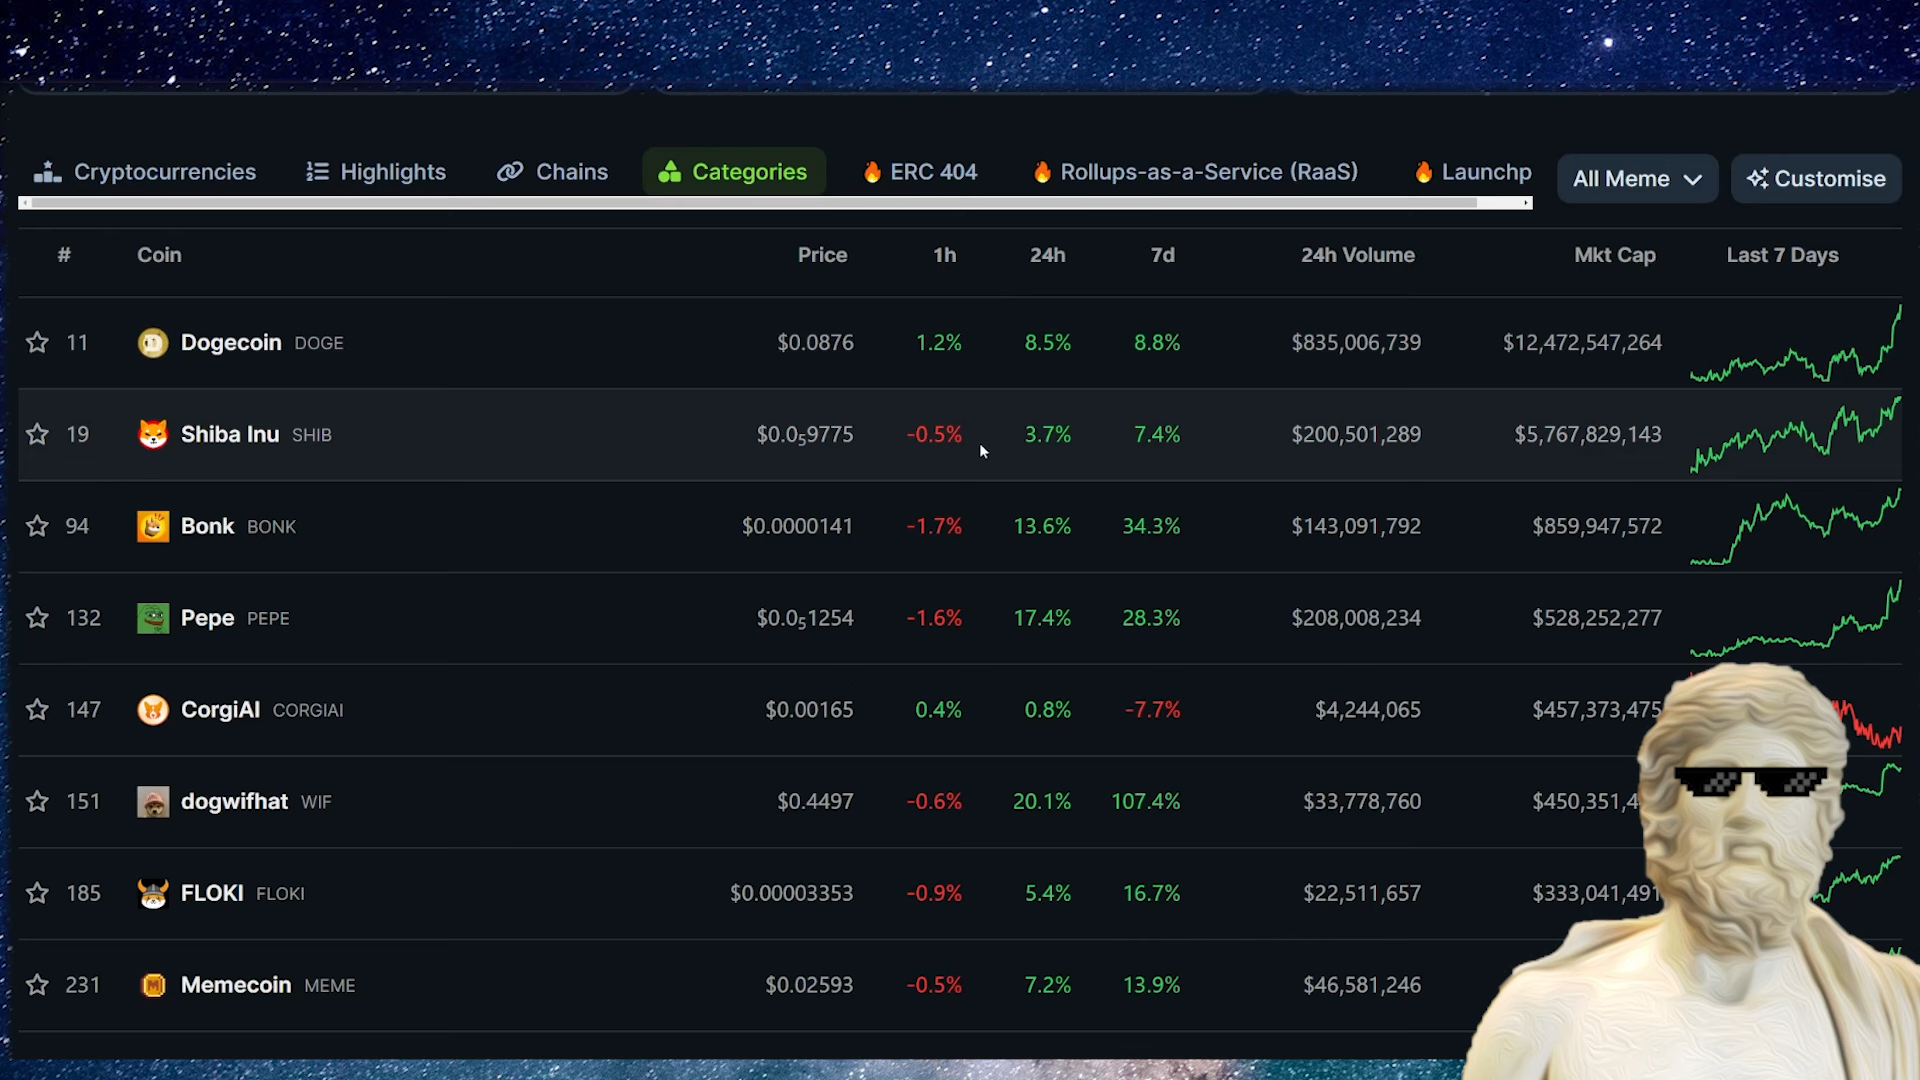 Cryptocurrencies Highlights Chains Categories ERC 404 Rollups-as-a-Service (RaaS) Launchp All Meme Customise
# Coin Price 1h 24h 7d 24h Volume Mkt Cap Last 7 Days
11 Dogecoin DOGE $0.0876 1.2% 8.5% 8.8% $835,006,739 $12,472,547,264
19 Shiba Inu SHIB $0.0₅9775 -0.5% 3.7% 7.4% $200,501,289 $5,767,829,143
94 Bonk BONK $0.0000141 -1.7% 13.6% 34.3% $143,091,792 $859,947,572
132 Pepe PEPE $0.0₅1254 -1.6% 17.4% 28.3% $208,008,234 $528,252,277
147 CorgiAI CORGIAI $0.00165 0.4% 0.8% -7.7% $4,244,065 $457,373,475
151 dogwifhat WIF $0.4497 -0.6% 20.1% 107.4% $33,778,760 $450,351,4
185 FLOKI FLOKI $0.00003353 -0.9% 5.4% 16.7% $22,511,657 $333,041,491
231 Memecoin MEME $0.02593 -0.5% 7.2% 13.9% $46,581,246